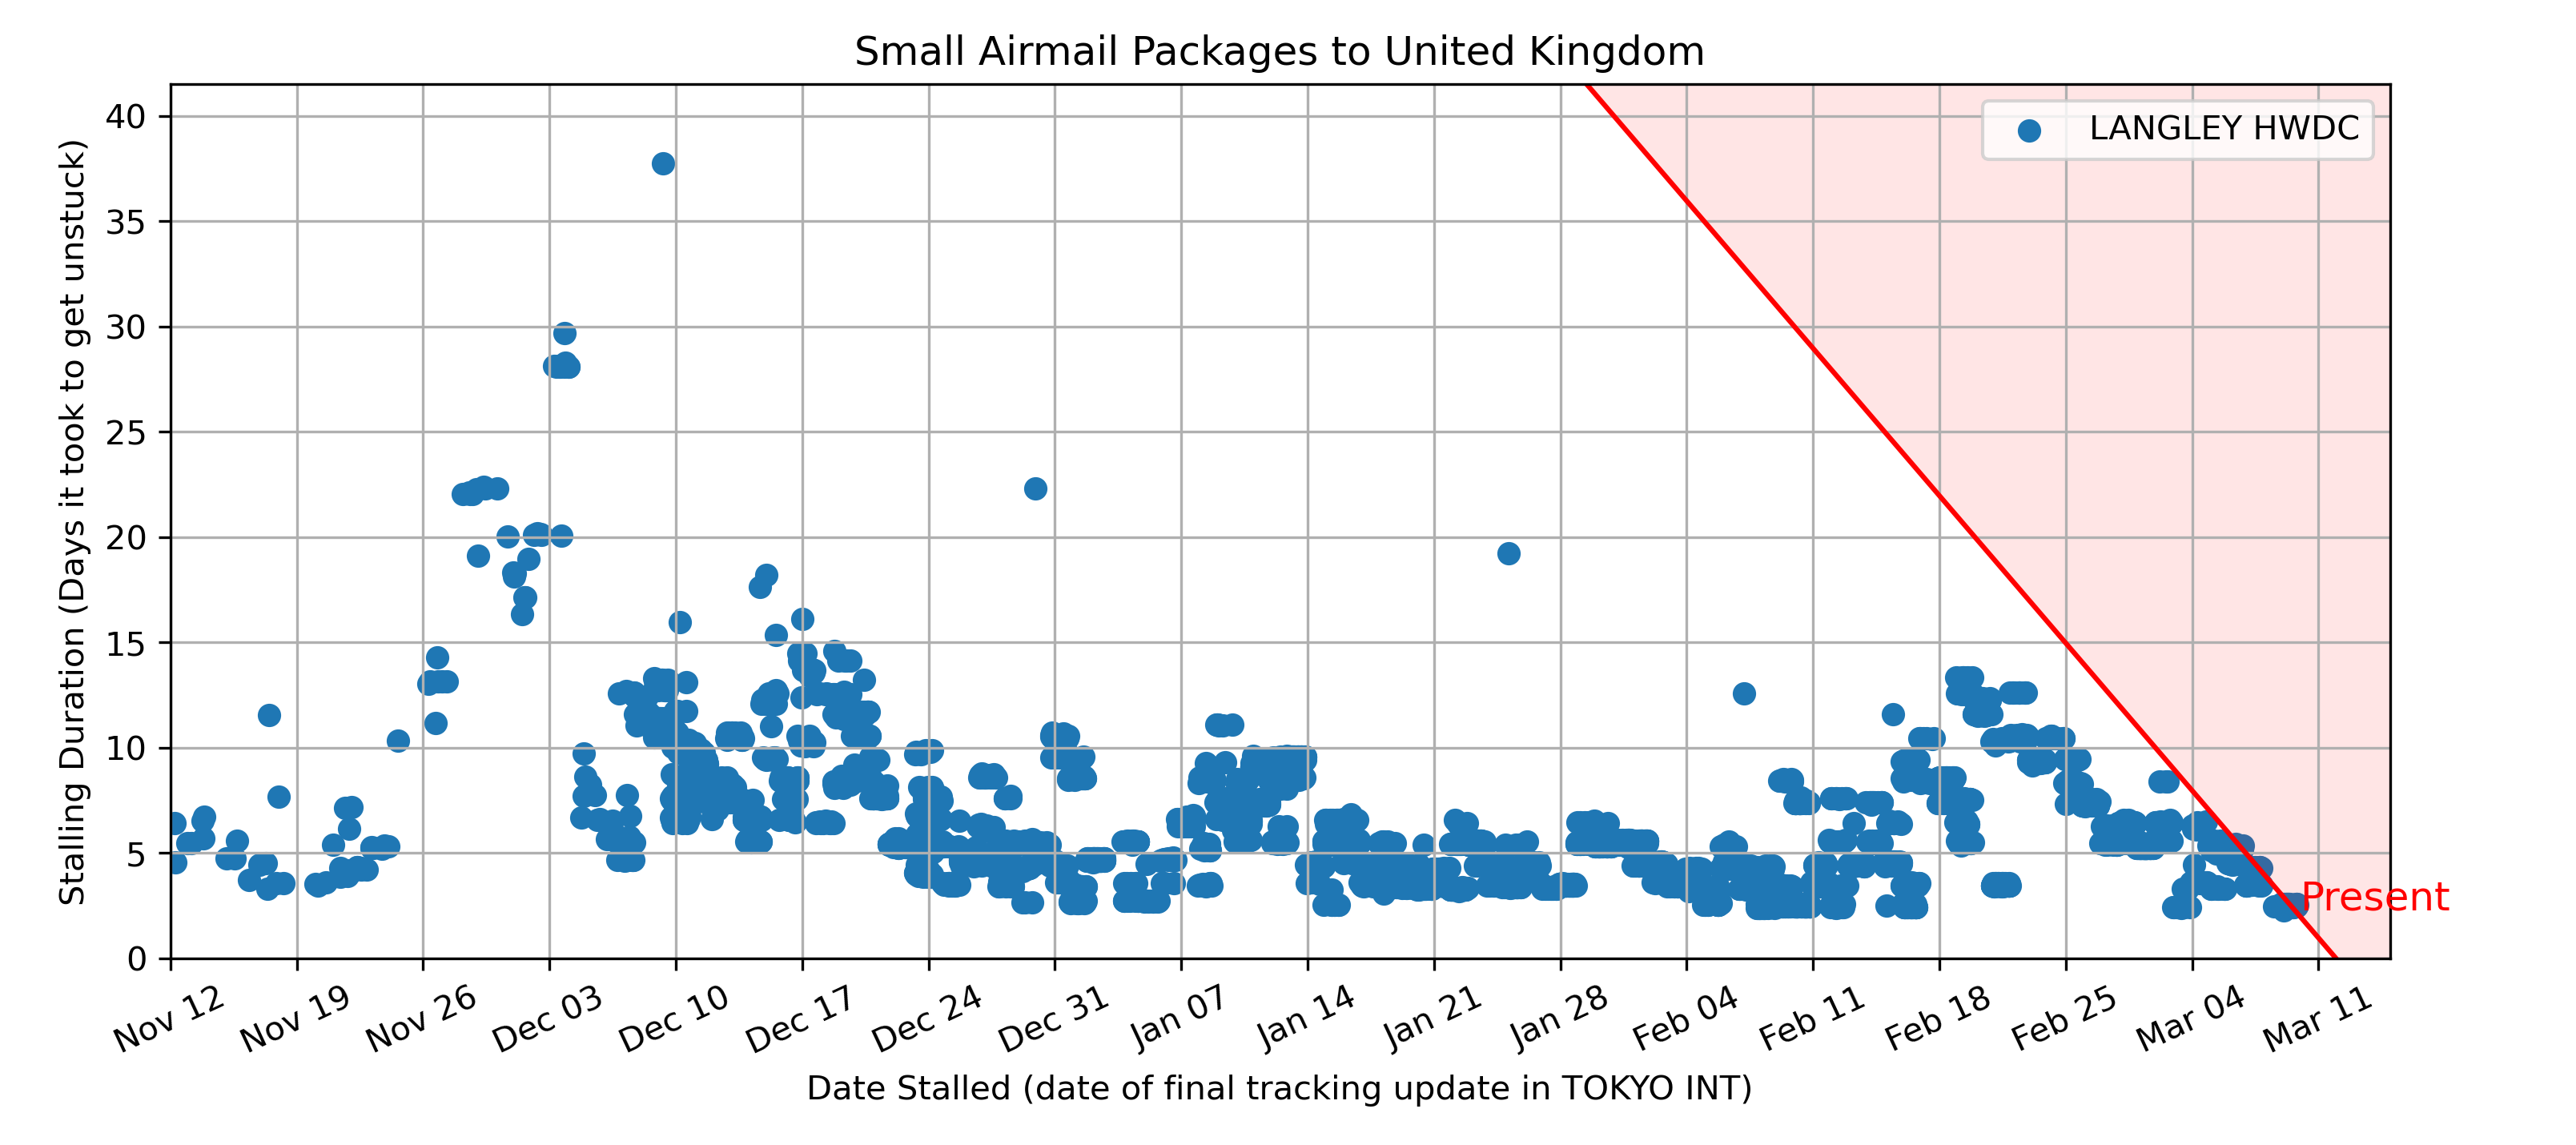 Small Airmail Packages to United Kingdom
LANGLEY HWDC
Stalling Duration (Days it took to get unstuck)
40
35
30
25
20
15
10
5
0
Present
Nov 12
Nov 19
Nov 26
Dec 03
Dec 10
Dec 17
Dec 24
Dec 31
Jan 07
Jan 14
Jan 21
Jan 28
Feb 04
Feb 11
Feb 18
Feb 25
Mar 04
Mar 11
Date Stalled (date of final tracking update in TOKYO INT)